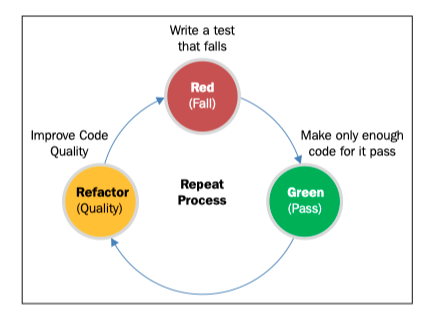 Write a test
that falls
Red
(Fall)
Improve Code
Quality
Make only enough
code for it pass
Refactor
(Quality)
Repeat
Process
Green
(Pass)